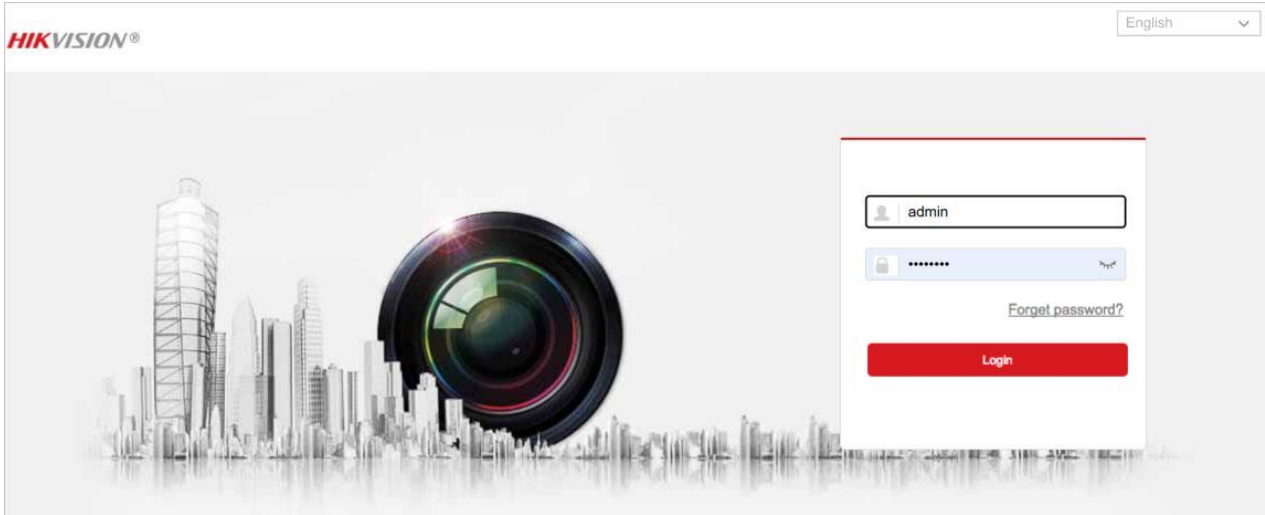 HIKVISION®
English
admin
••••••••
Forget password?
Login